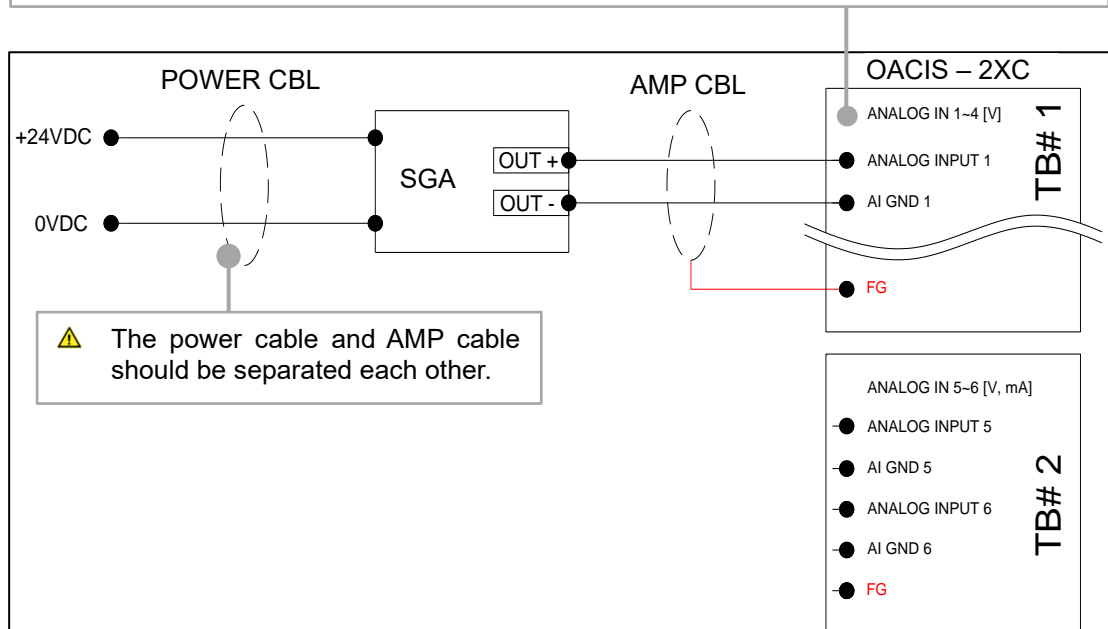 OACIS – 2XC
POWER CBL
AMP CBL
ANALOG IN 1~4 [V]
TB# 1
+24VDC
OUT +
ANALOG INPUT 1
SGA
OUT -
AI GND 1
0VDC
FG
The power cable and AMP cable
should be separated each other.
ANALOG IN 5~6 [V, mA]
ANALOG INPUT 5
AI GND 5
TB# 2
ANALOG INPUT 6
AI GND 6
FG